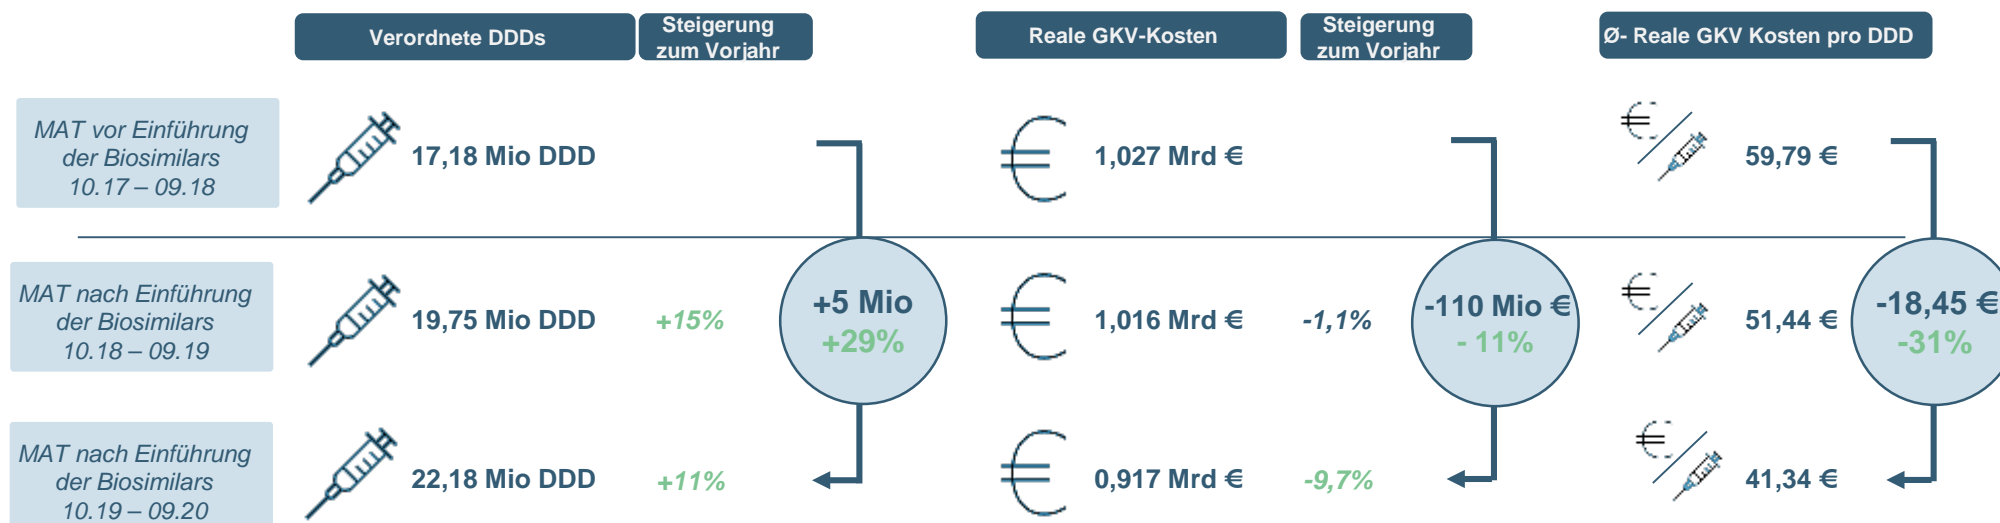 Verordnete DDDs
Steigerung
zum Vorjahr
Reale GKV-Kosten
Steigerung
zum Vorjahr
Ø- Reale GKV Kosten pro DDD
MAT vor Einführung
der Biosimilars
10.17 – 09.18
17,18 Mio DDD
1,027 Mrd €
59,79 €
MAT nach Einführung
der Biosimilars
10.18 – 09.19
19,75 Mio DDD
+15%
+5 Mio
+29%
1,016 Mrd €
-1,1%
-110 Mio €
- 11%
51,44 €
-18,45 €
-31%
MAT nach Einführung
der Biosimilars
10.19 – 09.20
22,18 Mio DDD
+11%
0,917 Mrd €
-9,7%
41,34 €